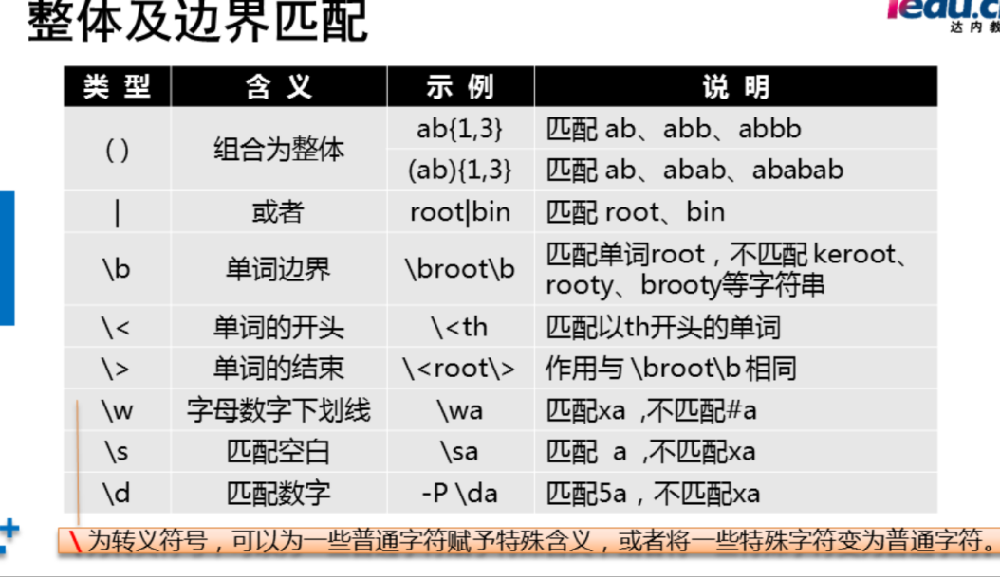 整体及边界匹配
达内教
类 型 含 义 示 例 说 明
( ) 组合为整体 ab{1,3} 匹配 ab、abb、abbb
(ab){1,3} 匹配 ab、abab、ababab
| 或者 root|bin 匹配 root、bin
\b 单词边界 \broot\b 匹配单词root，不匹配 keroot、
rooty、brooty等字符串
\< 单词的开头 \<th 匹配以th开头的单词
\> 单词的结束 \<root\> 作用与 \broot\b 相同
\w 字母数字下划线 \wa 匹配xa ,不匹配#a
\s 匹配空白 \sa 匹配  a ,不匹配xa
\d 匹配数字 -P \da 匹配5a，不匹配xa
\ 为转义符号，可以为一些普通字符赋予特殊含义，或者将一些特殊字符变为普通字符。